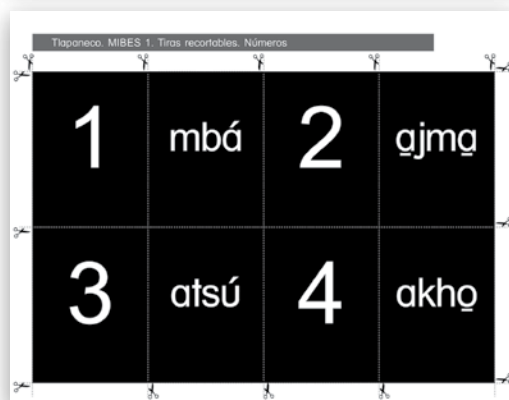 Tlapaneco. MIBES 1. Tiras recortables. Números
1 mbá 2 a̱jma̱
3 atsú 4 akho̱